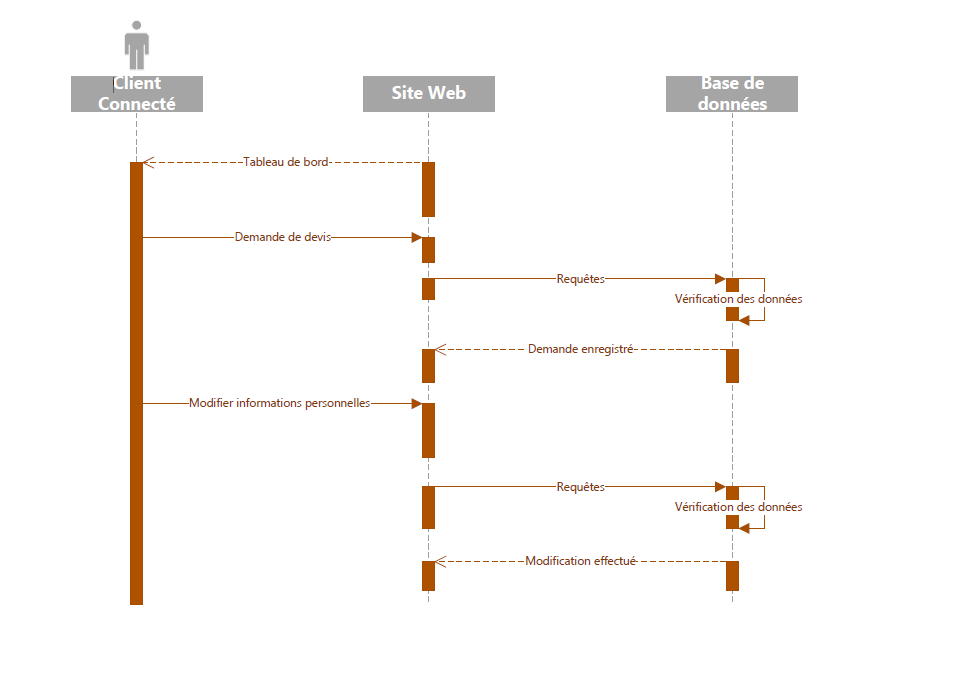 Client
Connecté
Site Web
Base de
données
Tableau de bord
Demande de devis
Requêtes
Vérification des données
Demande enregistré
Modifier informations personnelles
Requêtes
Vérification des données
Modification effectué